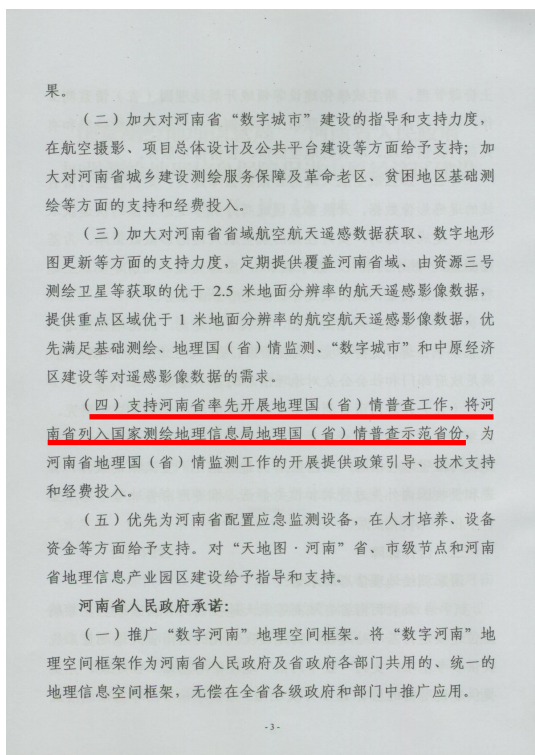 果。
（二）加大对河南省“数字城市”建设的指导和支持力度，
在航空摄影、项目总体设计及公共平台建设等方面给予支持；加
大对河南省城乡建设测绘服务保障及革命老区、贫困地区基础测
绘等方面的支持和经费投入。
（三）加大对河南省省域航空航天遥感数据获取、数字地形
图更新等方面的支持力度，定期提供覆盖河南省域、由资源三号
测绘卫星等获取的优于 2.5 米地面分辨率的航天遥感影像数据，
提供重点区域优于 1 米地面分辨率的航空航天遥感影像数据，优
先满足基础测绘、地理国（省）情监测、“数字城市”和中原经济
区建设等对遥感影像数据的需求。
（四）支持河南省率先开展地理国（省）情普查工作，将河
南省列入国家测绘地理信息局地理国（省）情普查示范省份，为
河南省地理国（省）情监测工作的开展提供政策引导、技术支持
和经费投入。
（五）优先为河南省配置应急监测设备，在人才培养、设备
资金等方面给予支持。对“天地图·河南”省、市级节点和河南
省地理信息产业园区建设给予指导和支持。
河南省人民政府承诺：
（一）推广“数字河南”地理空间框架。将“数字河南”地
理空间框架作为河南省人民政府及省政府各部门共用的、统一的
地理信息空间框架，无偿在全省各级政府和部门中推广应用。
- 3 -